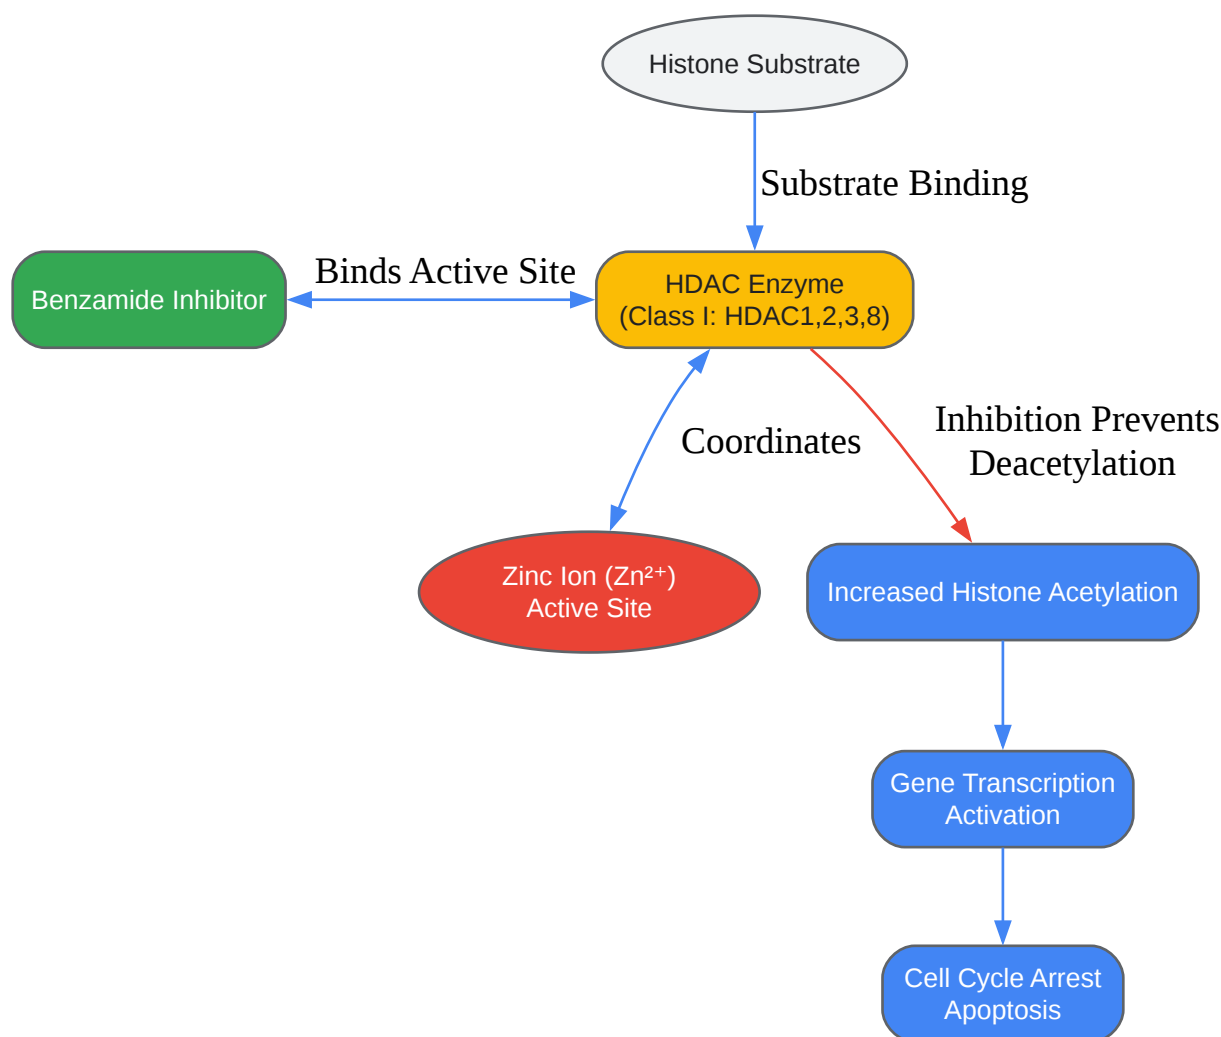 Histone Substrate
Substrate Binding
Binds Active Site
Benzamide Inhibitor
HDAC Enzyme
(Class I: HDAC1,2,3,8)
Coordinates
Inhibition Prevents
Deacetylation
Zinc Ion (Zn²⁺)
Active Site
Increased Histone Acetylation
Gene Transcription
Activation
Cell Cycle Arrest
Apoptosis